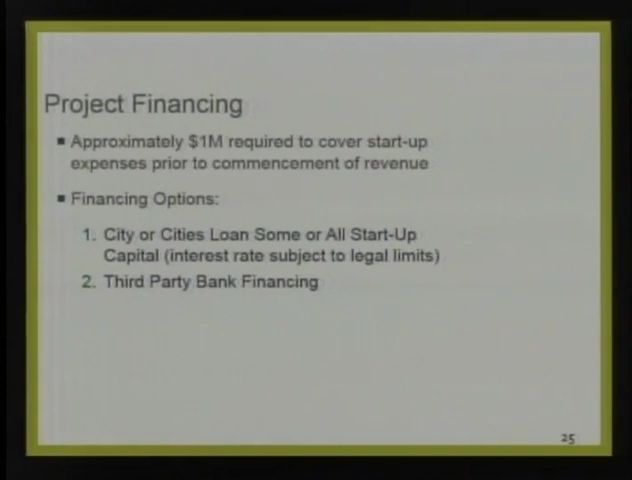 Project Financing
▪ Approximately $1M required to cover start-up
expenses prior to commencement of revenue
▪ Financing Options:
1. City or Cities Loan Some or All Start-Up
Capital (interest rate subject to legal limits)
2. Third Party Bank Financing
25